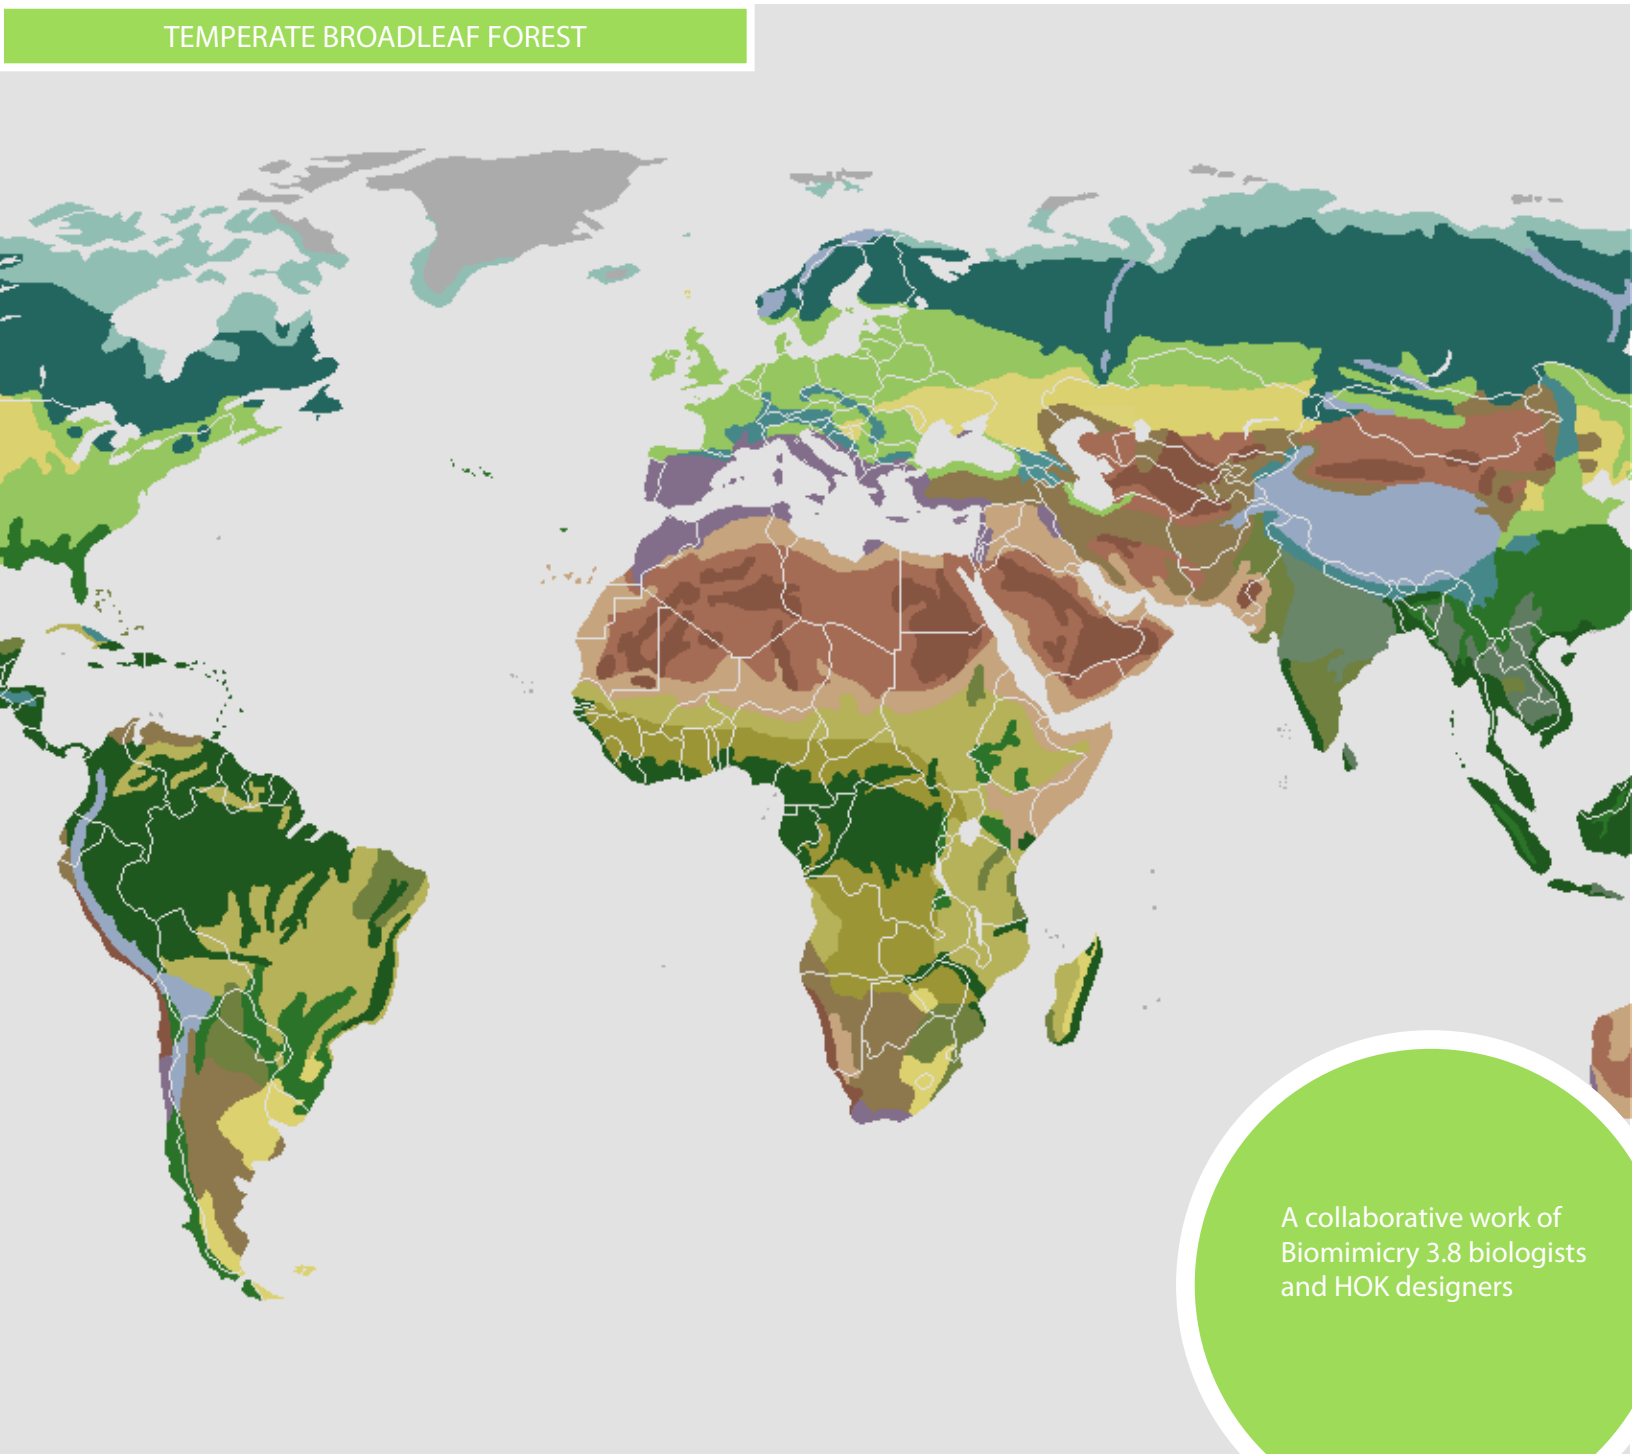 TEMPERATE BROADLEAF FOREST
A collaborative work of
Biomimicry 3.8 biologists
and HOK designers